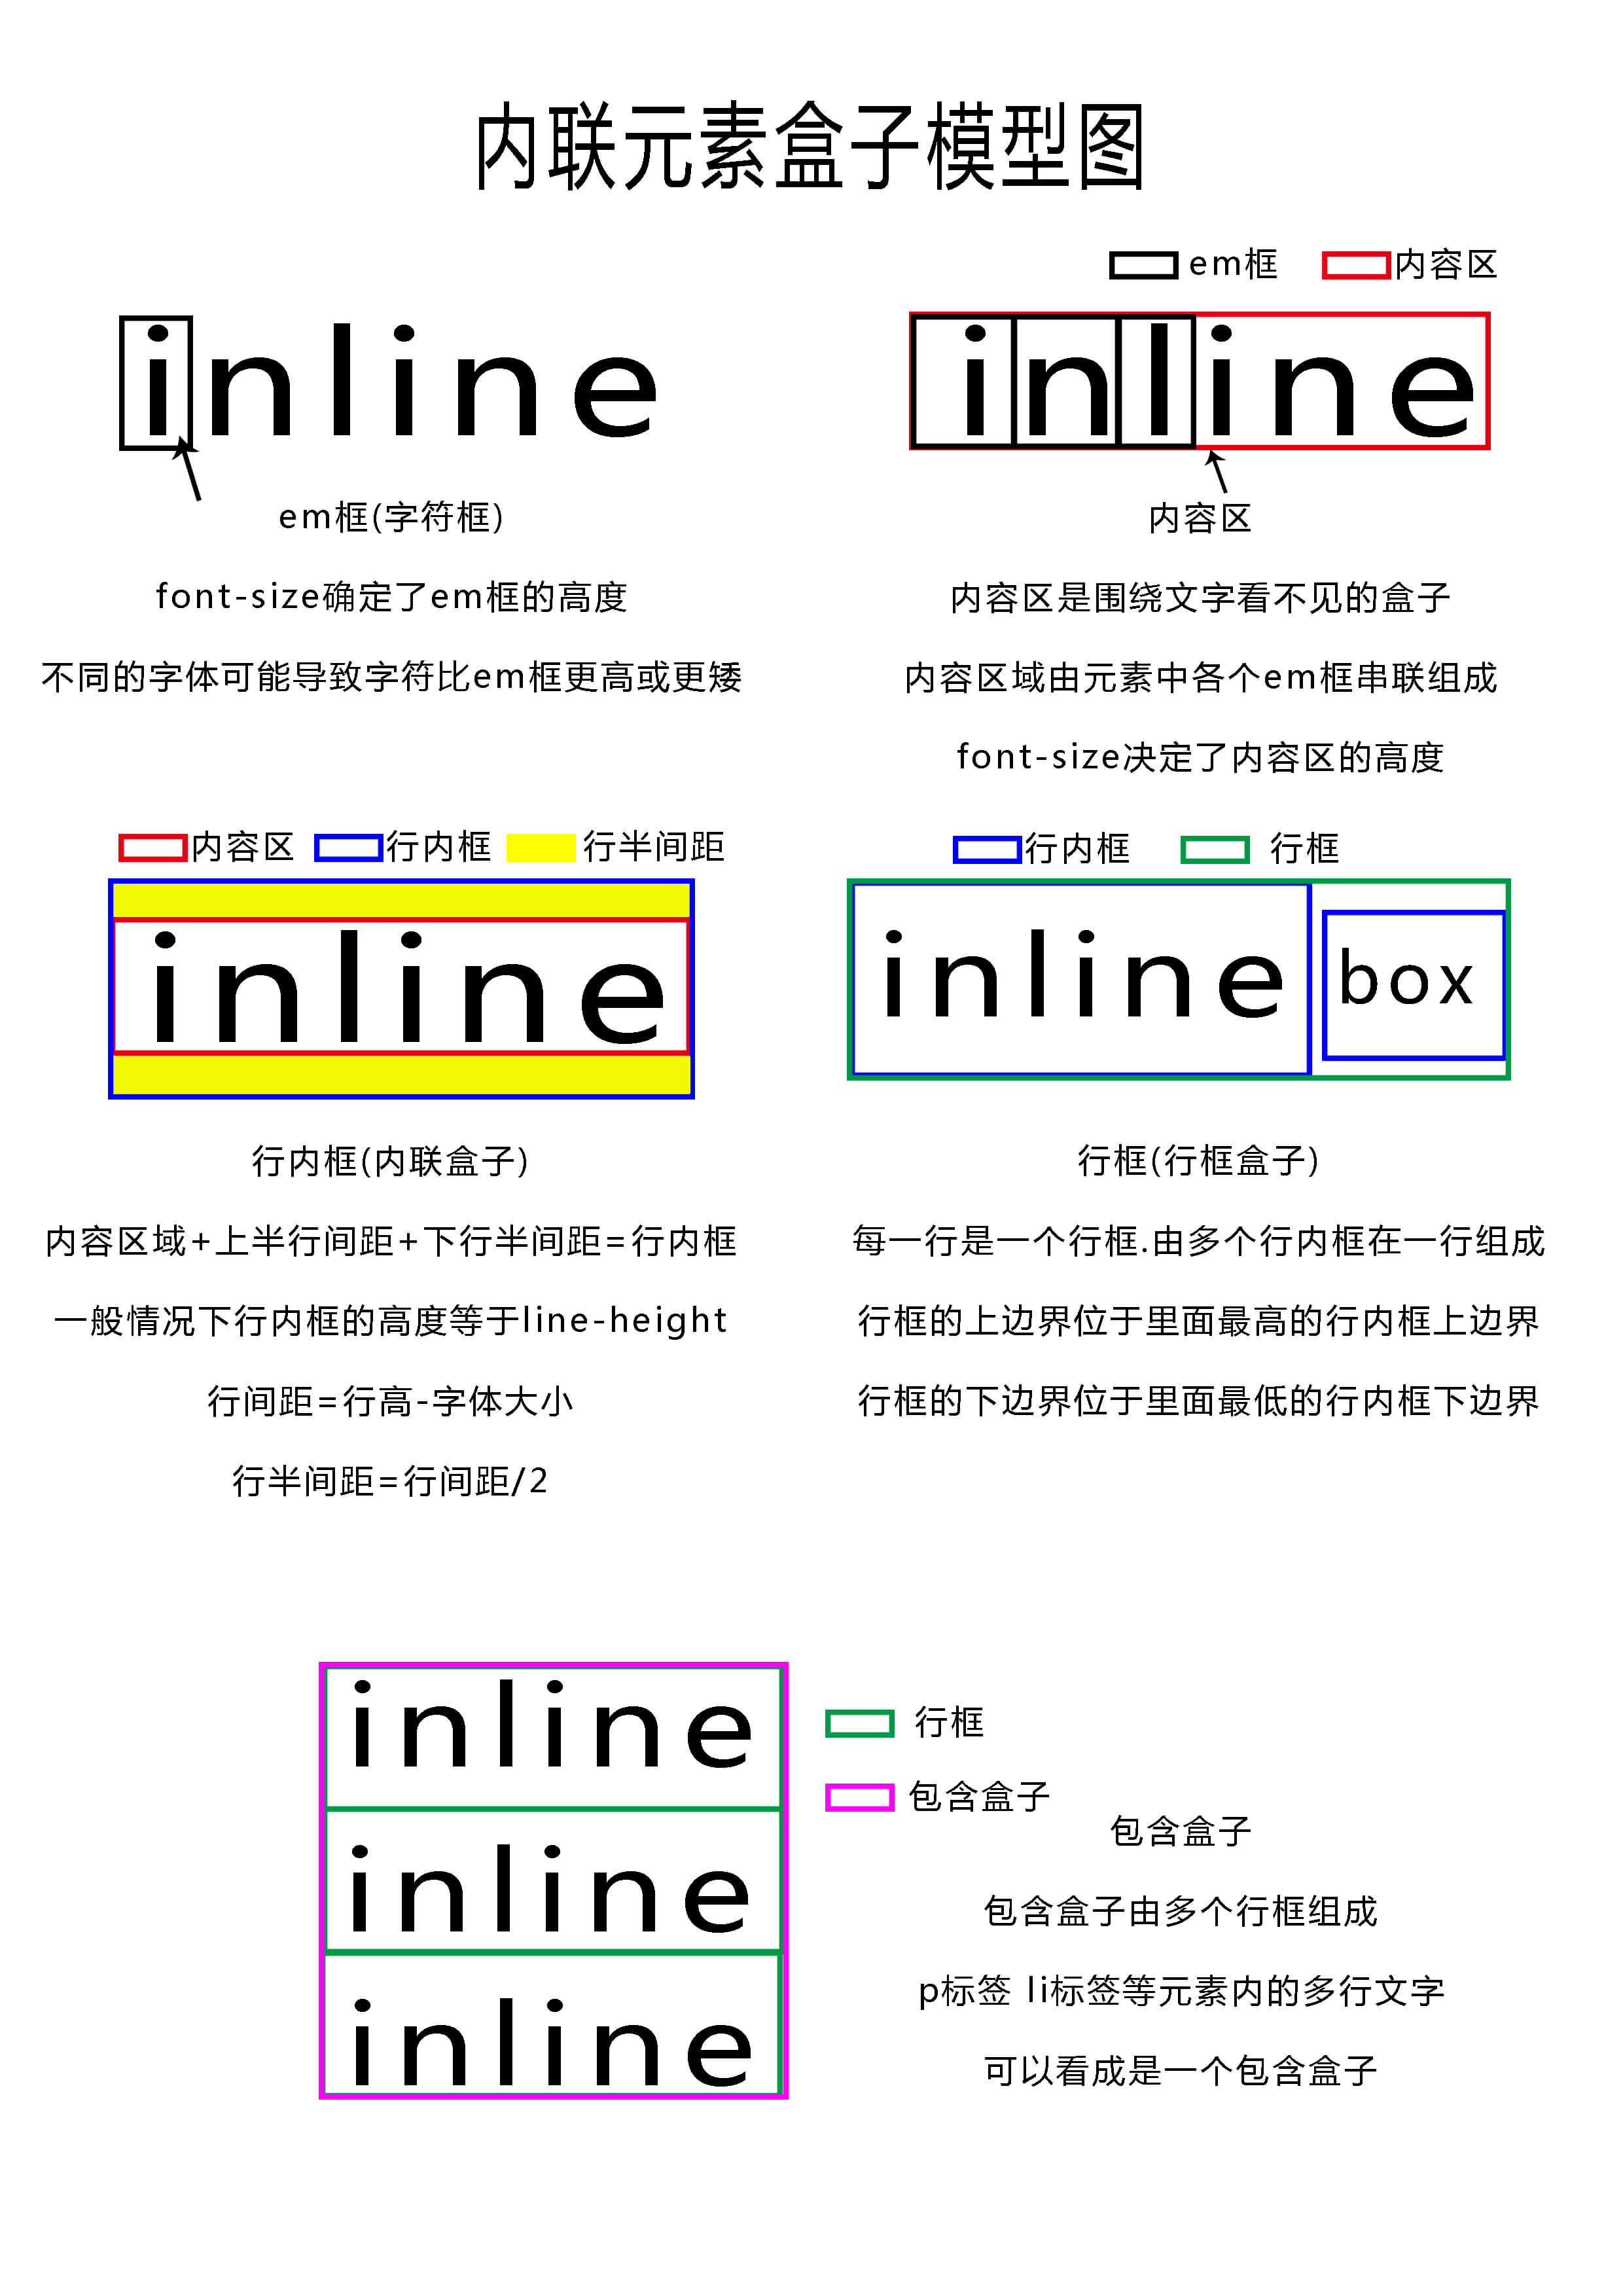 内联元素盒子模型图
em框 内容区
inline
inline
em框(字符框)
font-size确定了em框的高度
不同的字体可能导致字符比em框更高或更矮
内容区
内容区是围绕文字看不见的盒子
内容区域由元素中各个em框串联组成
font-size决定了内容区的高度
内容区 行内框 行半间距
inline
行内框(内联盒子)
内容区域+上半行间距+下行半间距=行内框
一般情况下行内框的高度等于line-height
行间距=行高-字体大小
行半间距=行间距/2
行内框 行框
inline box
行框(行框盒子)
每一行是一个行框.由多个行内框在一行组成
行框的上边界位于里面最高的行内框上边界
行框的下边界位于里面最低的行内框下边界
inline
inline
inline
行框
包含盒子
包含盒子
包含盒子由多个行框组成
p标签 li标签等元素内的多行文字
可以看成是一个包含盒子